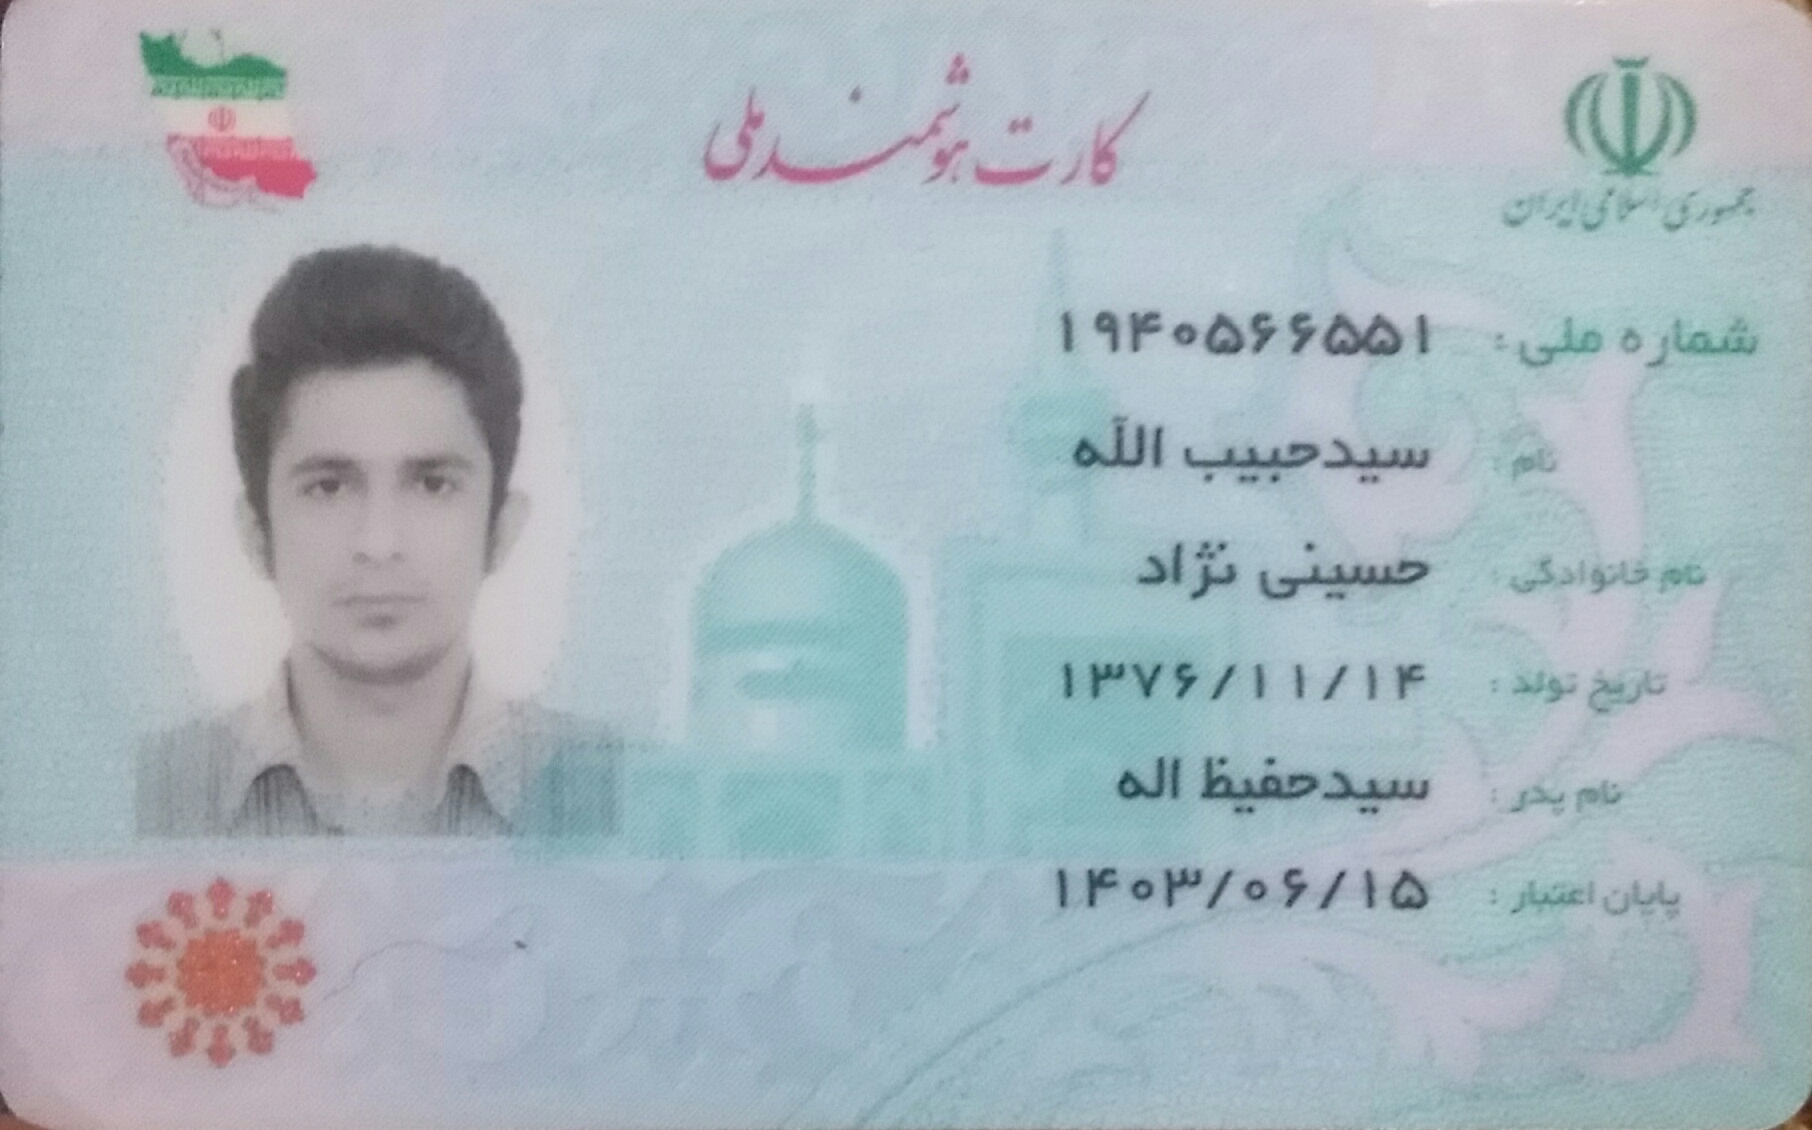 کارت هوشمند ملی
جمهوری اسلامی ایران
شماره ملی : ۱۹۴۰۵۶۶۵۵۱
نام : سیدحبیب الله
نام خانوادگی : حسینی نژاد
تاریخ تولد : ۱۳۷۶/۱۱/۱۴
نام پدر : سیدحفیظ اله
پایان اعتبار : ۱۴۰۳/۰۶/۱۵